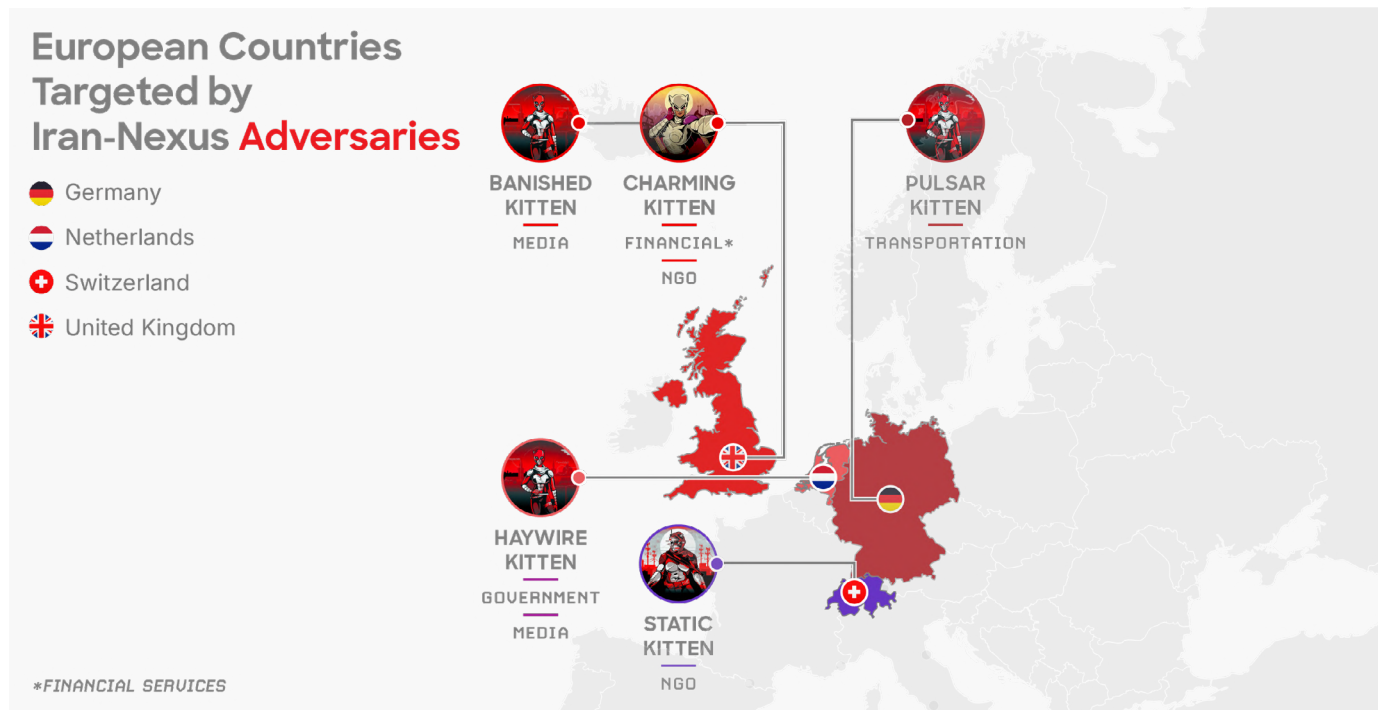 European Countries
Targeted by
Iran-Nexus Adversaries
Germany
Netherlands
Switzerland
United Kingdom
BANISHED
KITTEN
MEDIA
CHARMING
KITTEN
FINANCIAL*
NGO
PULSAR
KITTEN
TRANSPORTATION
HAYWIRE
KITTEN
GOVERNMENT
MEDIA
STATIC
KITTEN
NGO
*FINANCIAL SERVICES